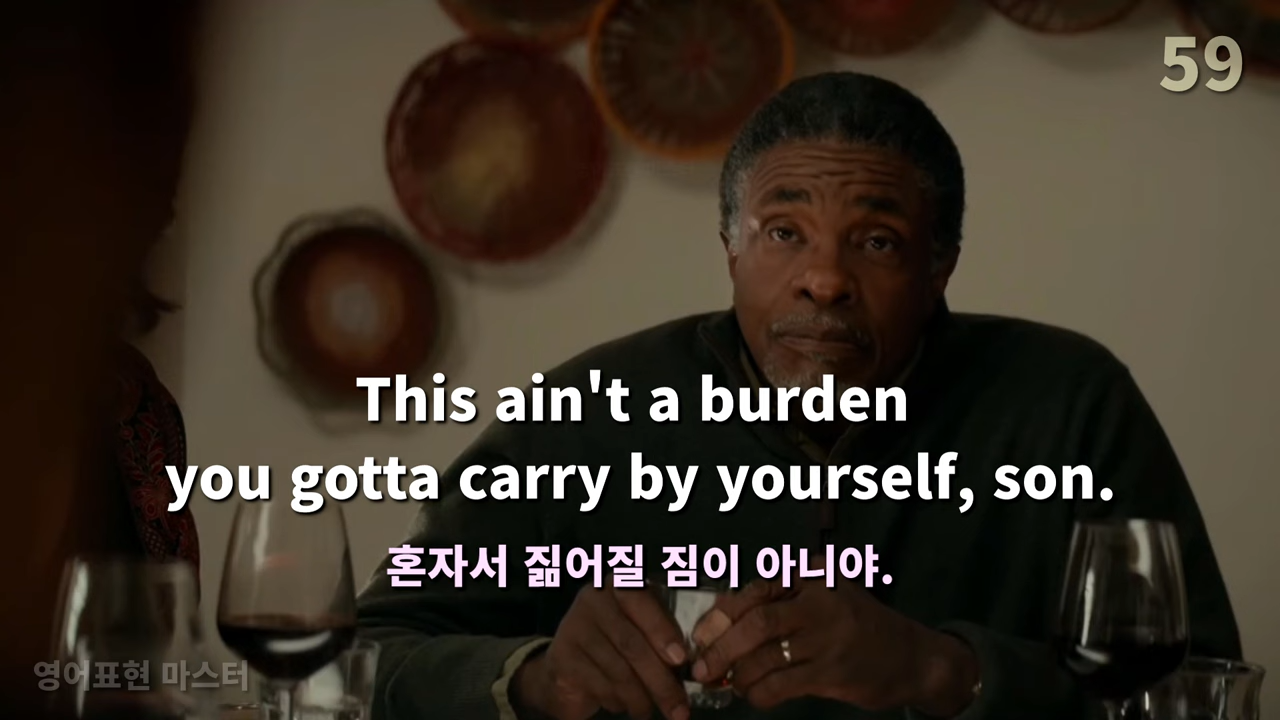 59
This ain't a burden
you gotta carry by yourself, son.
혼자서 짊어질 짐이 아니야.
영어표현 마스터